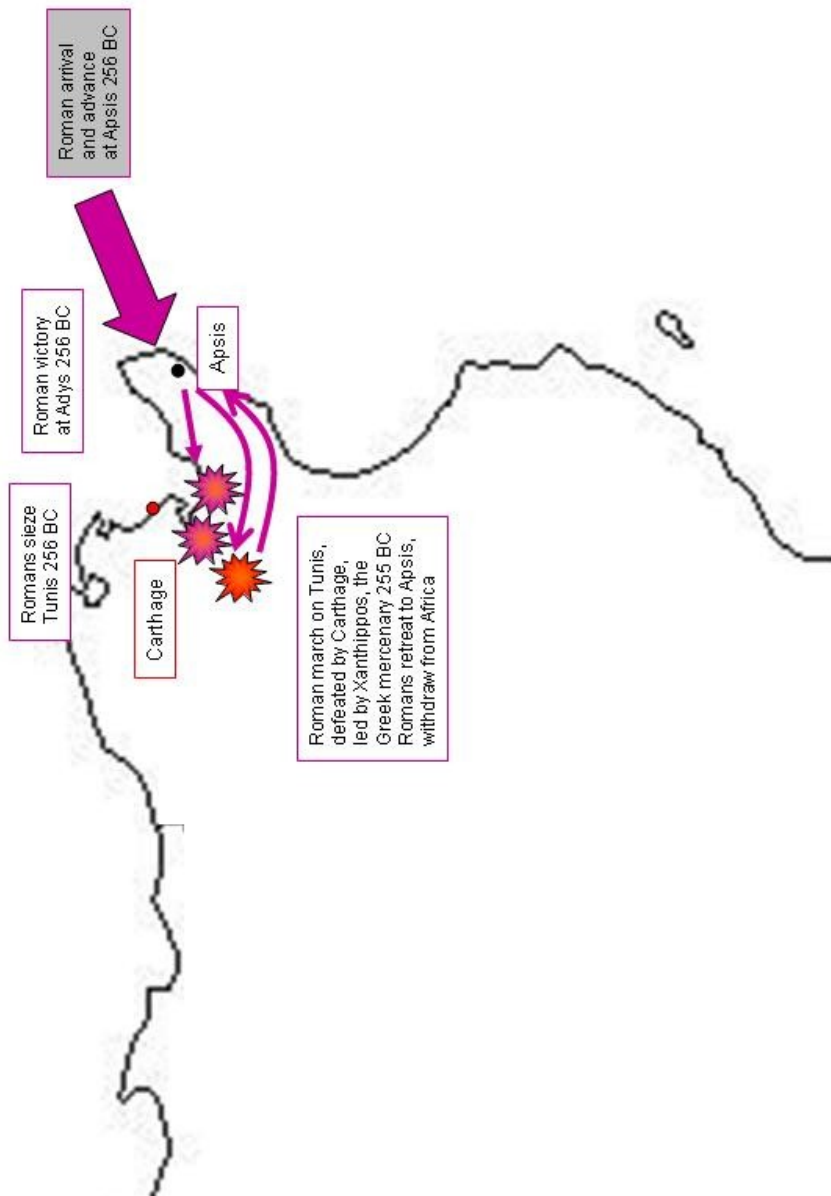 Roman arrival
and advance
at Apsis 256 BC
Roman victory
at Adys 256 BC
Romans sieze
Tunis 256 BC
Apsis
Carthage
Roman march on Tunis,
defeated by Carthage,
led by Xanthippos, the
Greek mercenary 255 BC
Romans retreat to Apsis,
withdraw from Africa